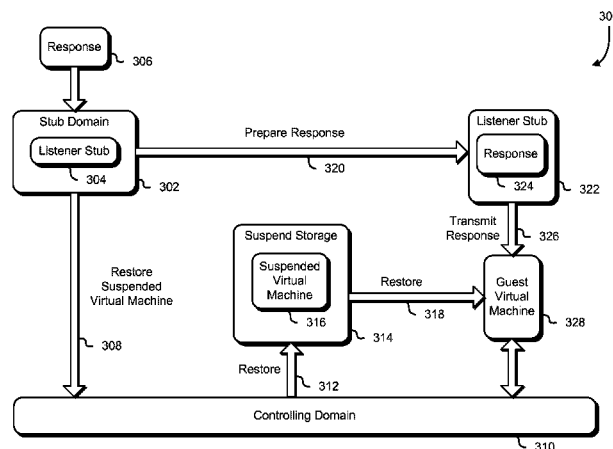 30
Response
306
Stub Domain
Listener Stub
304
302
Prepare Response
320
Listener Stub
Response
324
322
Transmit
Response
326
Restore
Suspended
Virtual Machine
308
Suspend Storage
Suspended
Virtual
Machine
316
314
Restore
318
Guest
Virtual
Machine
328
Restore
312
Controlling Domain
310